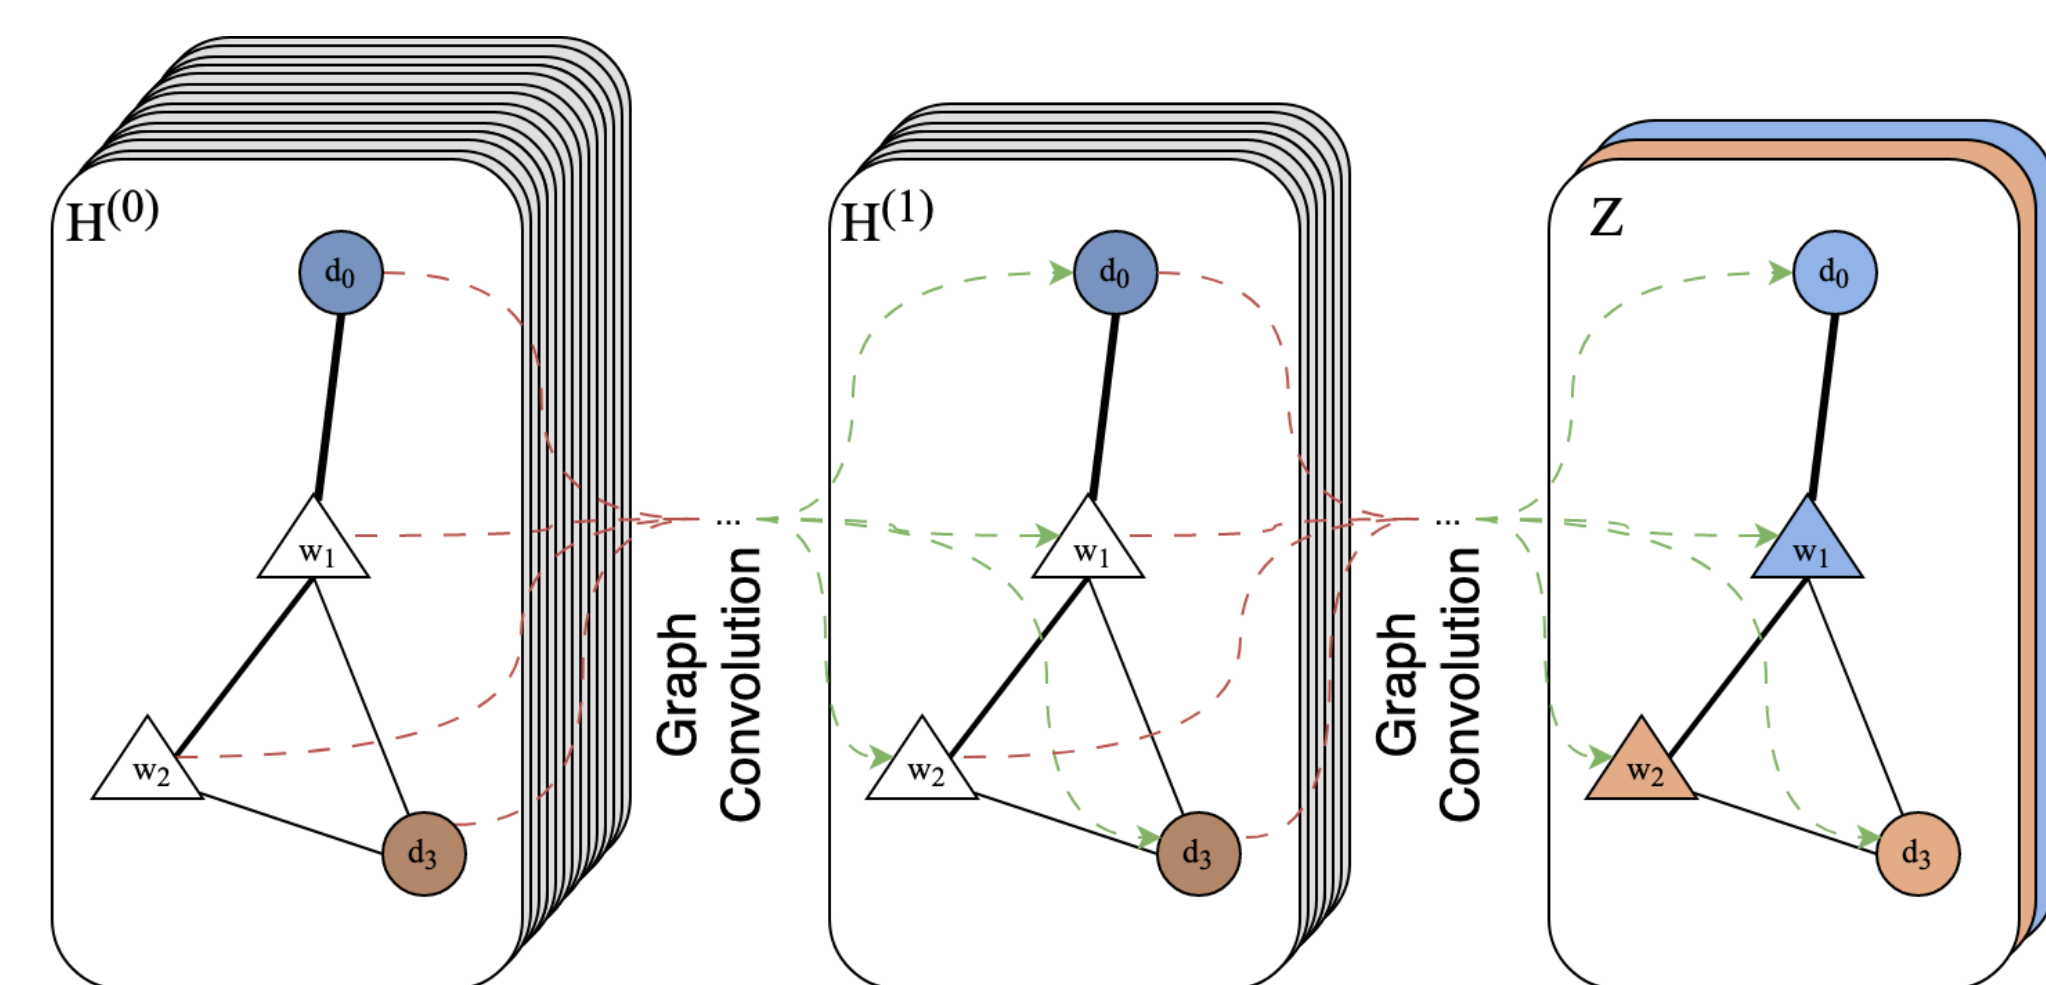 H(0)
d0
w1
w2
d3
...
Graph
Convolution
H(1)
d0
w1
w2
d3
...
Graph
Convolution
Z
d0
w1
w2
d3